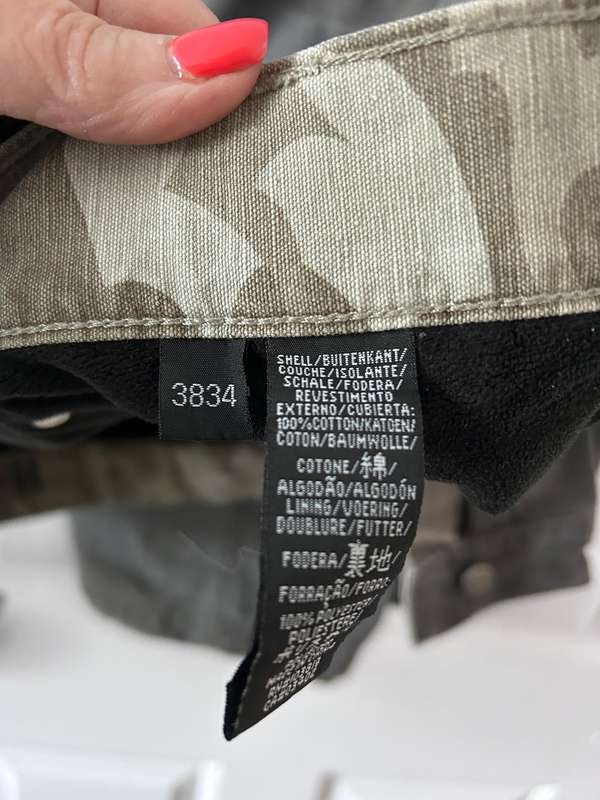 3834
SHELL/BUITENKANT/
COUCHE/ISOLANTE/
SCHALE/FODERA/
REVESTIMENTO
EXTERNO/CUBIERTA:
100%COTTON/KATOEN/
COTON/BAUMWOLLE/
COTONE/綿/
ALGODÃO/ALGODÓN
LINING/VOERING/
DOUBLURE/FUTTER/
FODERA/裏地/
FORRAÇÃO/FORRO:
100%POLYESTER/
POLIESTERE/